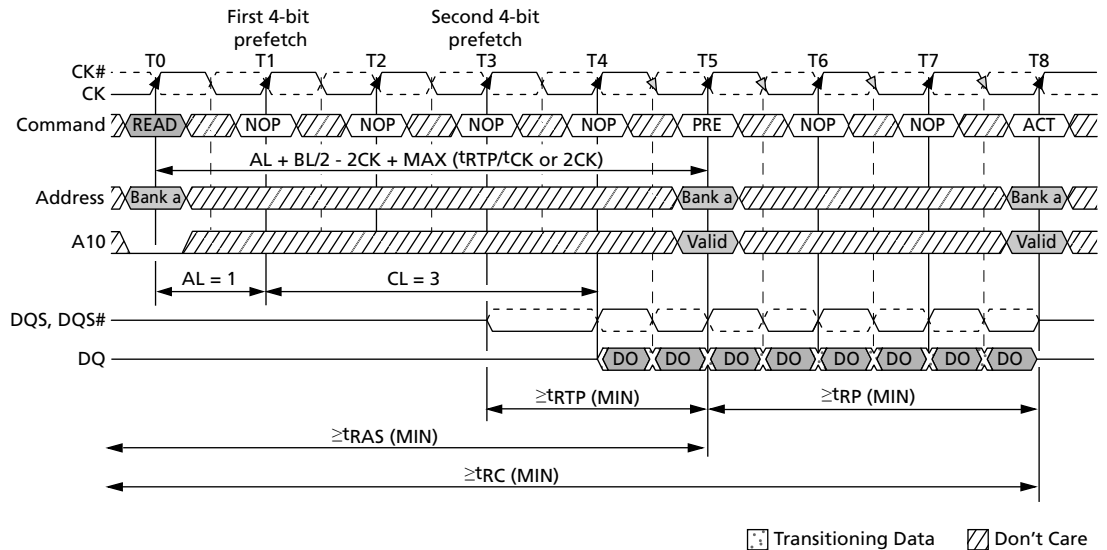 First 4-bit
prefetch
Second 4-bit
prefetch
T0 T1 T2 T3 T4 T5 T6 T7 T8
CK#
CK
Command READ NOP NOP NOP NOP PRE NOP NOP ACT
AL + BL/2 - 2CK + MAX (tRTP/tCK or 2CK)
Address Bank a Bank a Bank a
A10 Valid Valid
AL = 1 CL = 3
DQS, DQS#
DQ DO DO DO DO DO DO DO DO
≥tRTP (MIN) ≥tRP (MIN)
≥tRAS (MIN)
≥tRC (MIN)
Transitioning Data Don't Care